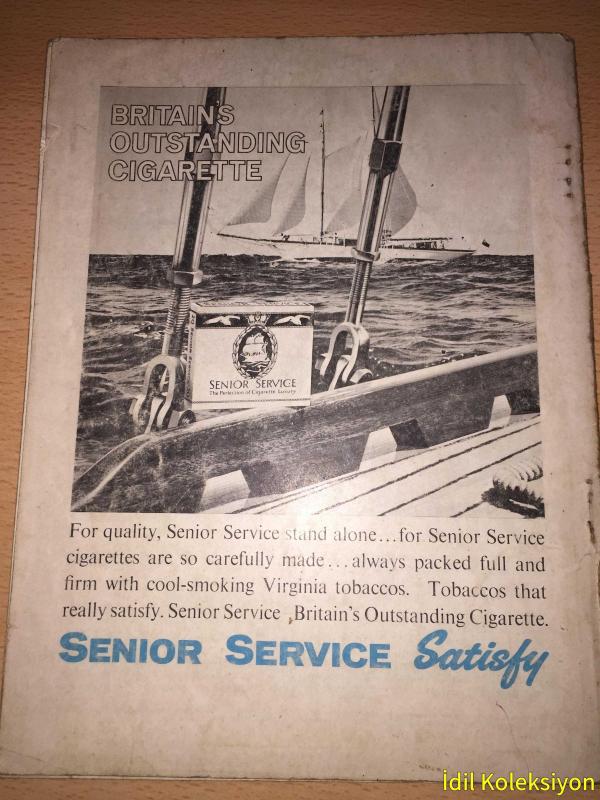 BRITAIN'S
OUTSTANDING
CIGARETTE
SENIOR SERVICE
The Perfection of Cigarette Luxury
For quality, Senior Service stand alone...for Senior Service
cigarettes are so carefully made...always packed full and
firm with cool-smoking Virginia tobaccos. Tobaccos that
really satisfy. Senior Service Britain's Outstanding Cigarette.
SENIOR SERVICE Satisfy
İdil Koleksiyon